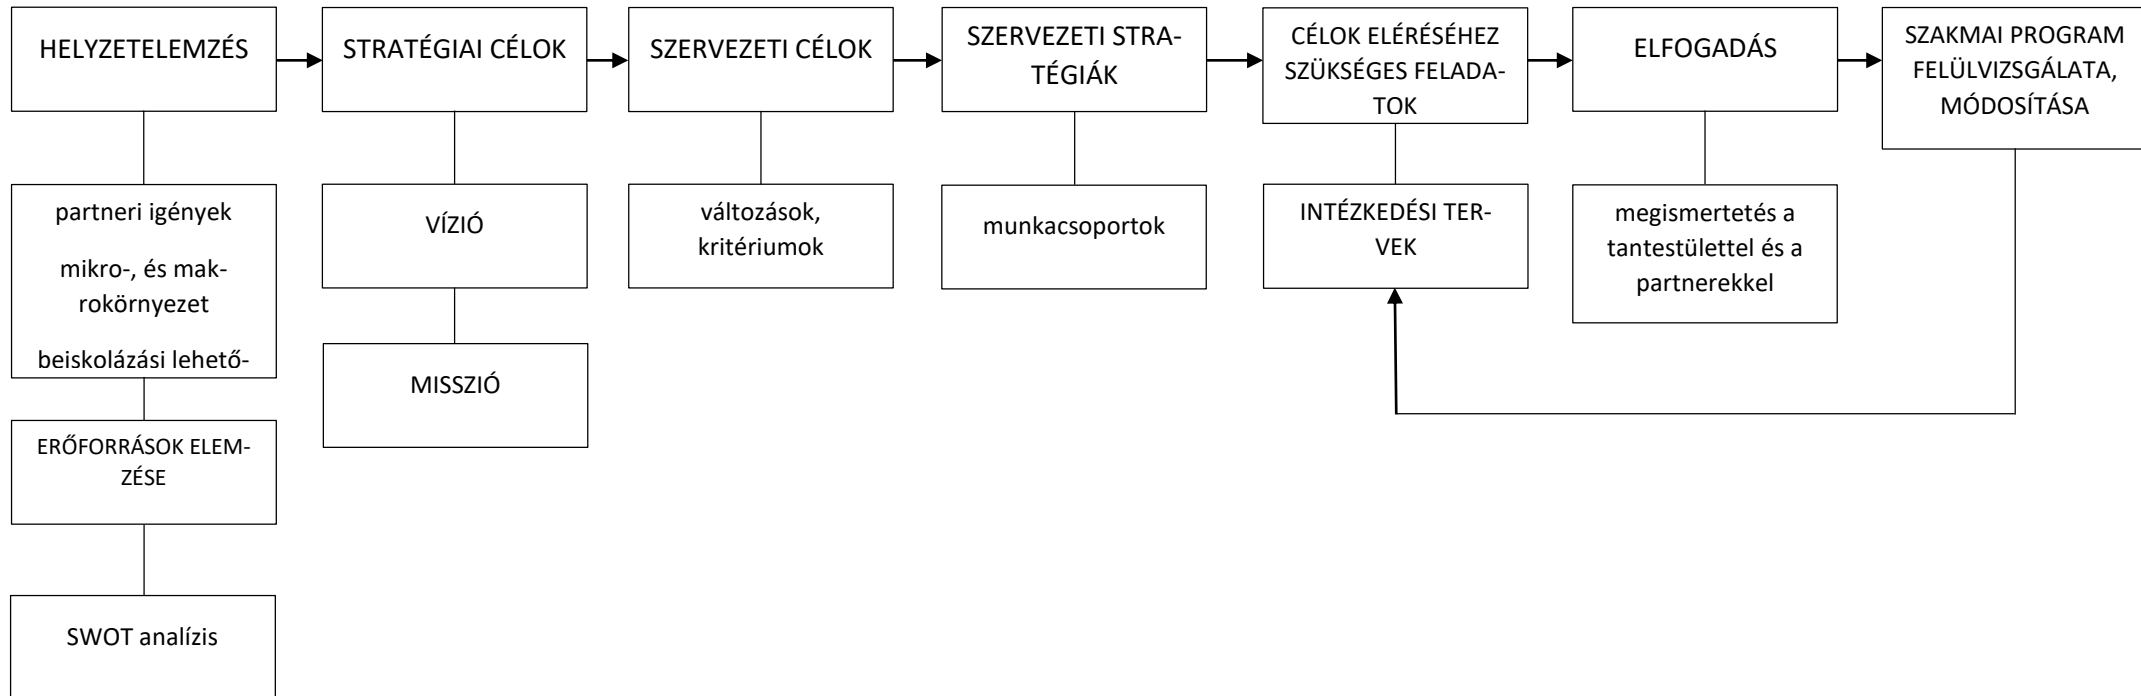 HELYZETELEMZÉS
STRATÉGIAI CÉLOK
SZERVEZETI CÉLOK
SZERVEZETI STRA-
TÉGIÁK
CÉLOK ELÉRÉSÉHEZ
SZÜKSÉGES FELADA-
TOK
ELFOGADÁS
SZAKMAI PROGRAM
FELÜLVIZSGÁLATA,
MÓDOSÍTÁSA
partneri igények
mikro-, és mak-
rokörnyezet
beiskolázási lehető-
VÍZIÓ
változások,
kritériumok
munkacsoportok
INTÉZKEDÉSI TER-
VEK
megismertetés a
tantestülettel és a
partnerekkel
MISSZIÓ
ERŐFORRÁSOK ELEM-
ZÉSE
SWOT analízis